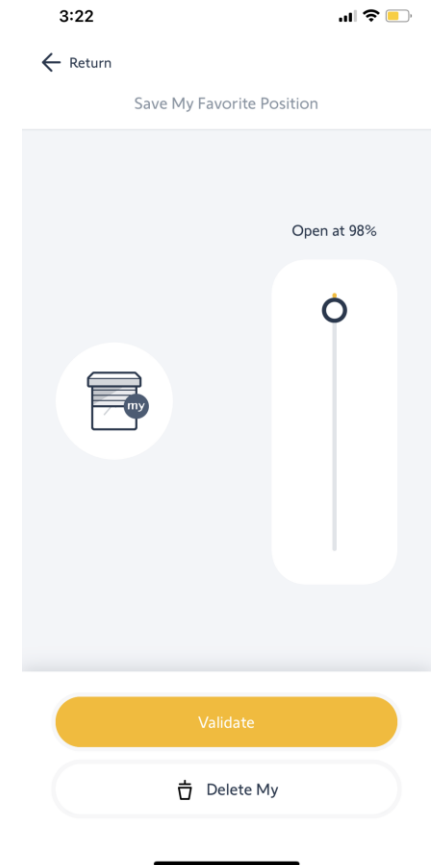 3:22
Return
Save My Favorite Position
Open at 98%
my
Validate
Delete My